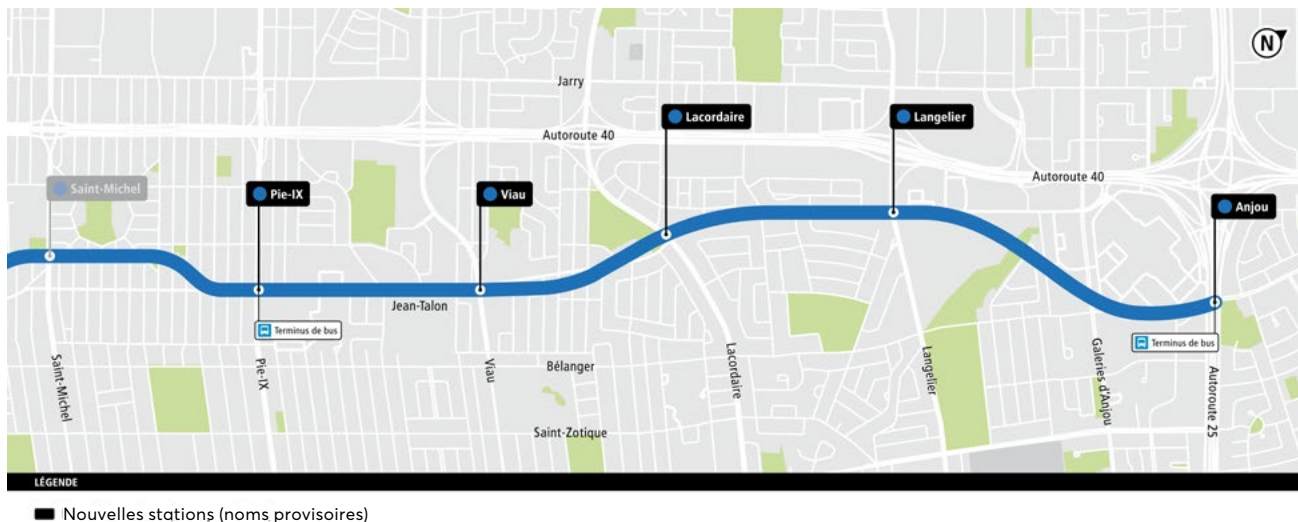 N
Jarry
Lacordaire
Langelier
Autoroute 40
Autoroute 40
Saint-Michel
Pie-IX
Viau
Anjou
Jean-Talon
Terminus de bus
Terminus de bus
Saint-Michel
Pie-IX
Viau
Bélanger
Lacordaire
Langelier
Galeries d'Anjou
Autoroute 25
Saint-Zotique
LÉGENDE
Nouvelles stations (noms provisoires)